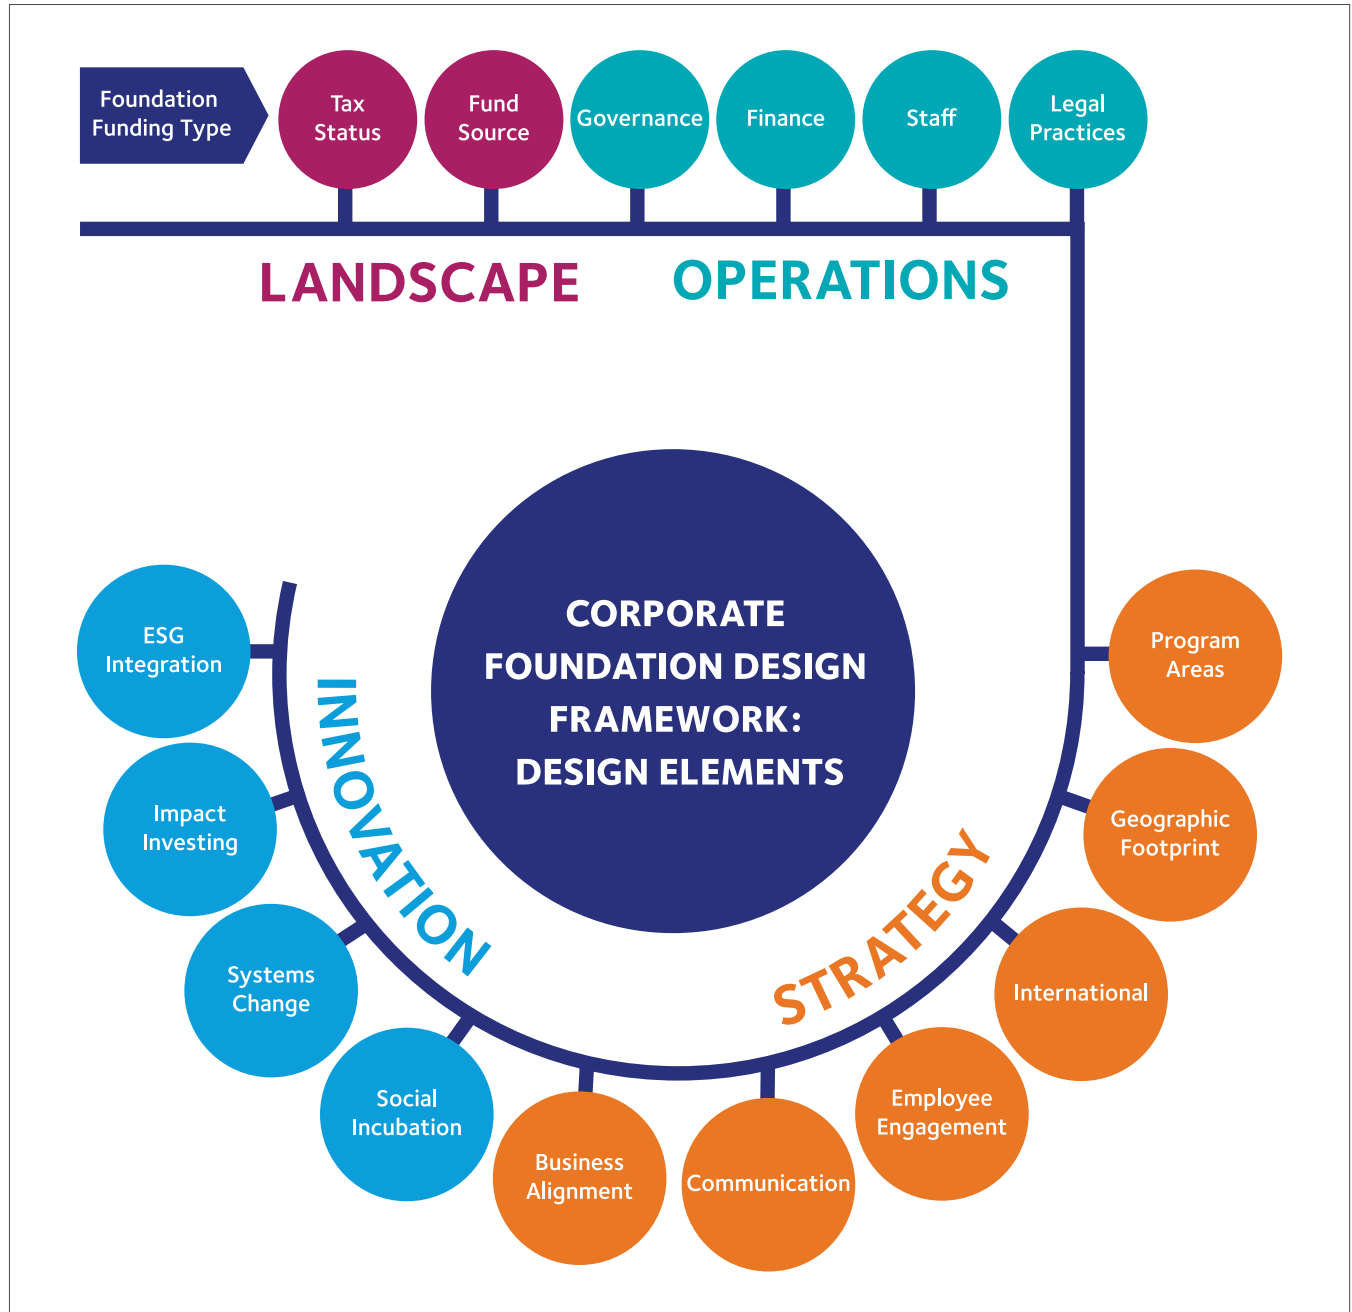 Foundation
Funding Type
Tax
Status
Fund
Source
Governance
Finance
Staff
Legal
Practices
LANDSCAPE
OPERATIONS
CORPORATE
FOUNDATION DESIGN
FRAMEWORK:
DESIGN ELEMENTS
Program
Areas
Geographic
Footprint
International
Employee
Engagement
Communication
Business
Alignment
STRATEGY
Social
Incubation
Systems
Change
Impact
Investing
ESG
Integration
INNOVATION